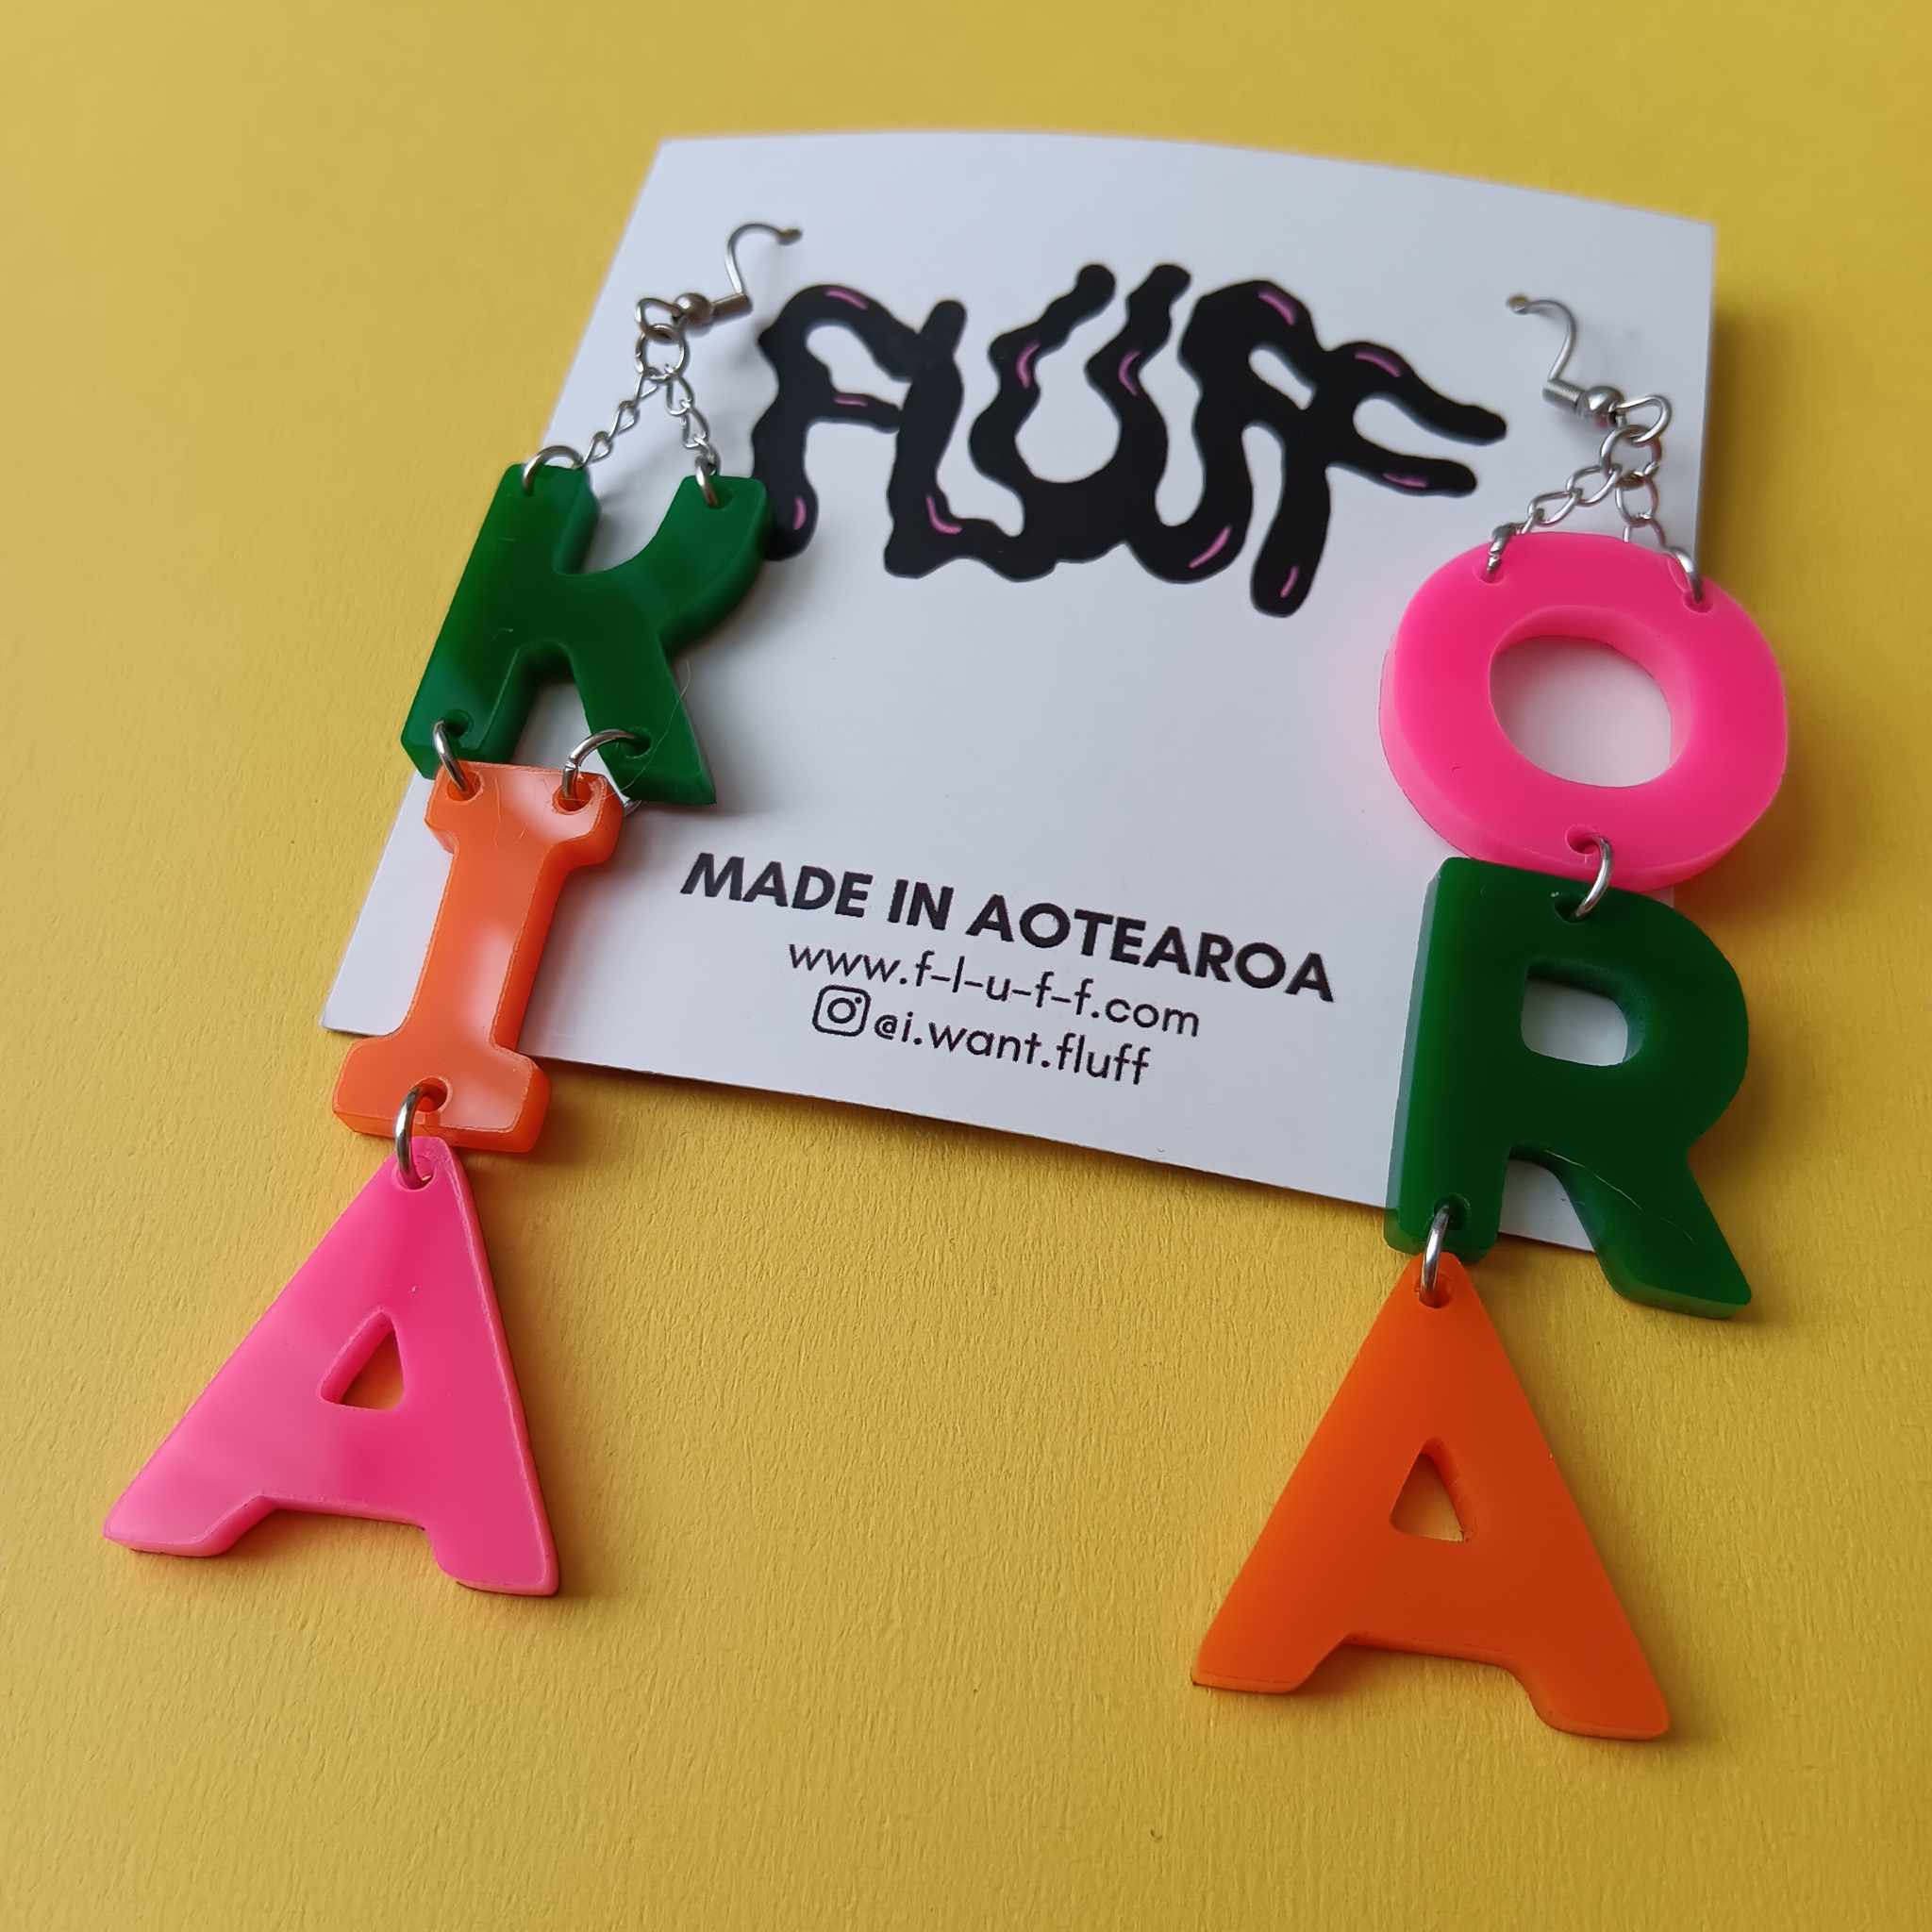 KIA
ORA
FLUFF
MADE IN AOTEAROA
www.f-l-u-f-f.com
@i.want.fluff